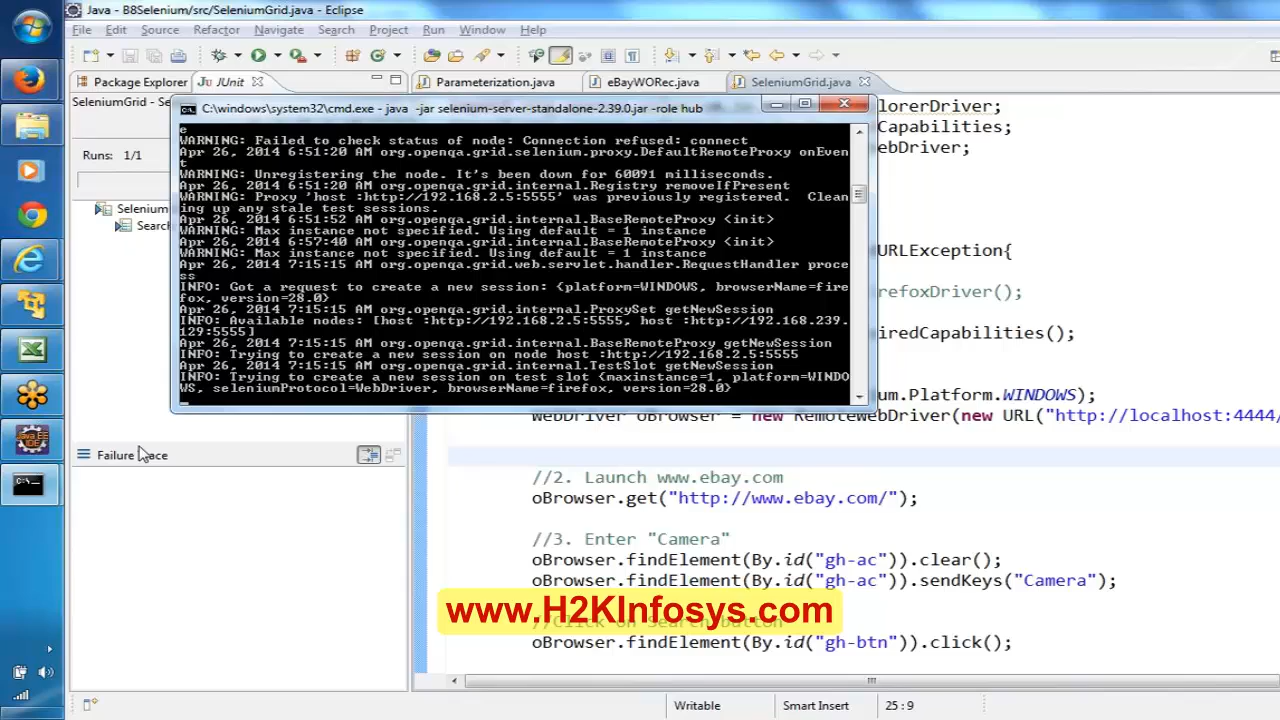 Java - B8Selenium/src/SeleniumGrid.java - Eclipse
File Edit Source Refactor Navigate Search Project Run Window Help
Package Explorer JUnit Parameterization.java eBayWORec.java SeleniumGrid.java
SeleniumGrid - Se
Runs: 1/1
Selenium
Search
Failure Trace
C:\windows\system32\cmd.exe - java -jar selenium-server-standalone-2.39.0.jar -role hub
e
WARNING: Failed to check status of node: Connection refused: connect
Apr 26, 2014 6:51:20 AM org.openqa.grid.selenium.proxy.DefaultRemoteProxy onEven
t
WARNING: Unregistering the node. It's been down for 60091 milliseconds.
Apr 26, 2014 6:51:20 AM org.openqa.grid.internal.Registry removeIfPresent
WARNING: Proxy 'host :http://192.168.2.5:5555' was previously registered.  Clean
ing up any stale test sessions.
Apr 26, 2014 6:51:52 AM org.openqa.grid.internal.BaseRemoteProxy <init>
WARNING: Max instance not specified. Using default = 1 instance
Apr 26, 2014 6:57:40 AM org.openqa.grid.internal.BaseRemoteProxy <init>
WARNING: Max instance not specified. Using default = 1 instance
Apr 26, 2014 7:15:15 AM org.openqa.grid.web.servlet.handler.RequestHandler proce
ss
INFO: Got a request to create a new session: {platform=WINDOWS, browserName=fire
fox, version=28.0}
Apr 26, 2014 7:15:15 AM org.openqa.grid.internal.ProxySet getNewSession
INFO: Available nodes: [host :http://192.168.2.5:5555, host :http://192.168.239.
129:5555]
Apr 26, 2014 7:15:15 AM org.openqa.grid.internal.BaseRemoteProxy getNewSession
INFO: Trying to create a new session on node host :http://192.168.2.5:5555
Apr 26, 2014 7:15:15 AM org.openqa.grid.internal.TestSlot getNewSession
INFO: Trying to create a new session on test slot {maxinstance=1, platform=WINDO
WS, seleniumProtocol=WebDriver, browserName=firefox, version=28.0}
lorerDriver;
Capabilities;
ebDriver;
URLException{
refoxDriver();
iredCapabilities();
um.Platform.WINDOWS);
WebDriver oBrowser = new RemoteWebDriver(new URL("http://localhost:4444/
//2. Launch www.ebay.com
oBrowser.get("http://www.ebay.com/");
//3. Enter "Camera"
oBrowser.findElement(By.id("gh-ac")).clear();
oBrowser.findElement(By.id("gh-ac")).sendKeys("Camera");
www.H2KInfosys.com
//Click on Search Button
oBrowser.findElement(By.id("gh-btn")).click();
Writable Smart Insert 25 : 9